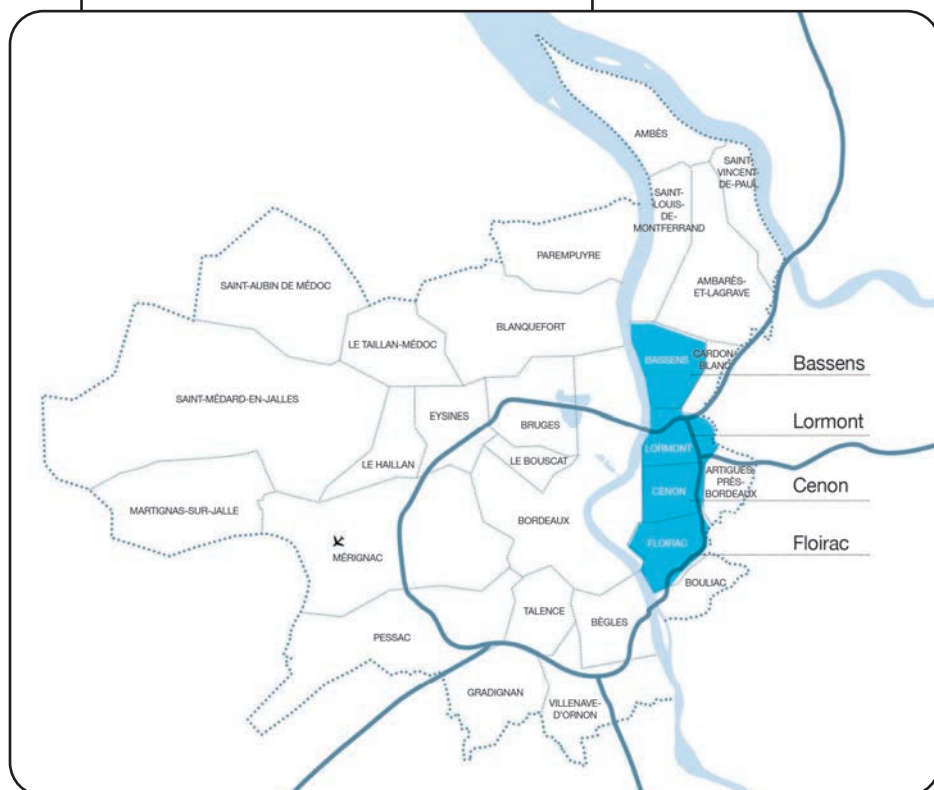 AMBÈS
SAINT-
VINCENT-
DE-PAUL
SAINT-
LOUIS-
DE-
MONTFERRAND
PAREMPUYRE
SAINT-AUBIN DE MÉDOC
AMBARÈS-
ET-LAGRAVE
BLANQUEFORT
LE TAILLAN-MÉDOC
BASSENS
CARDON-
BLANC
Bassens
SAINT-MÉDARD-EN-JALLES
EYSINES
BRUGES
Lormont
LORMONT
LE HAILLAN
LE BOUSCAT
ARTIGUES
PRÈS-
BORDEAUX
CENON
Cenon
MARTIGNAS-SUR-JALLE
BORDEAUX
MÉRIGNAC
FLOIRAC
Floirac
BOULIAC
TALENCE
BÈGLES
PESSAC
GRADIGNAN
VILLENAVE-
D'ORNON